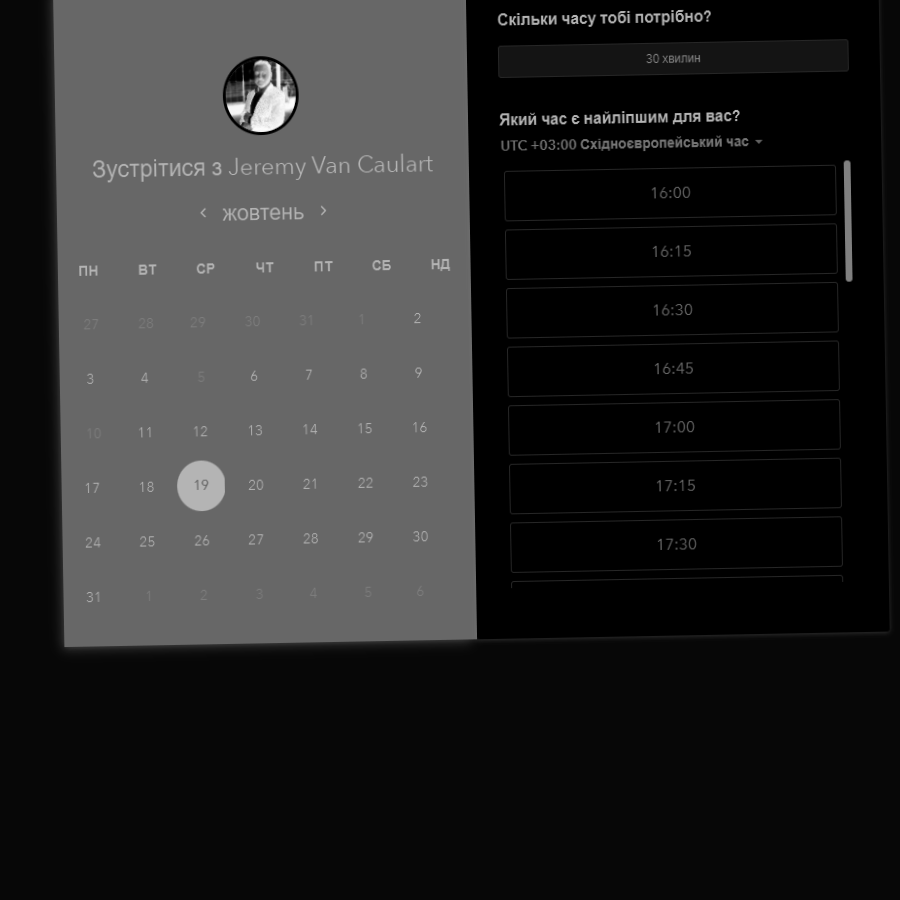 Зустрітися з Jeremy Van Caulart
‹ жовтень ›
ПН ВТ СР ЧТ ПТ СБ НД
27 28 29 30 31 1 2
3 4 5 6 7 8 9
10 11 12 13 14 15 16
17 18 19 20 21 22 23
24 25 26 27 28 29 30
31 1 2 3 4 5 6
Скільки часу тобі потрібно?
30 хвилин
Який час є найліпшим для вас?
UTC +03:00 Східноєвропейський час
16:00
16:15
16:30
16:45
17:00
17:15
17:30